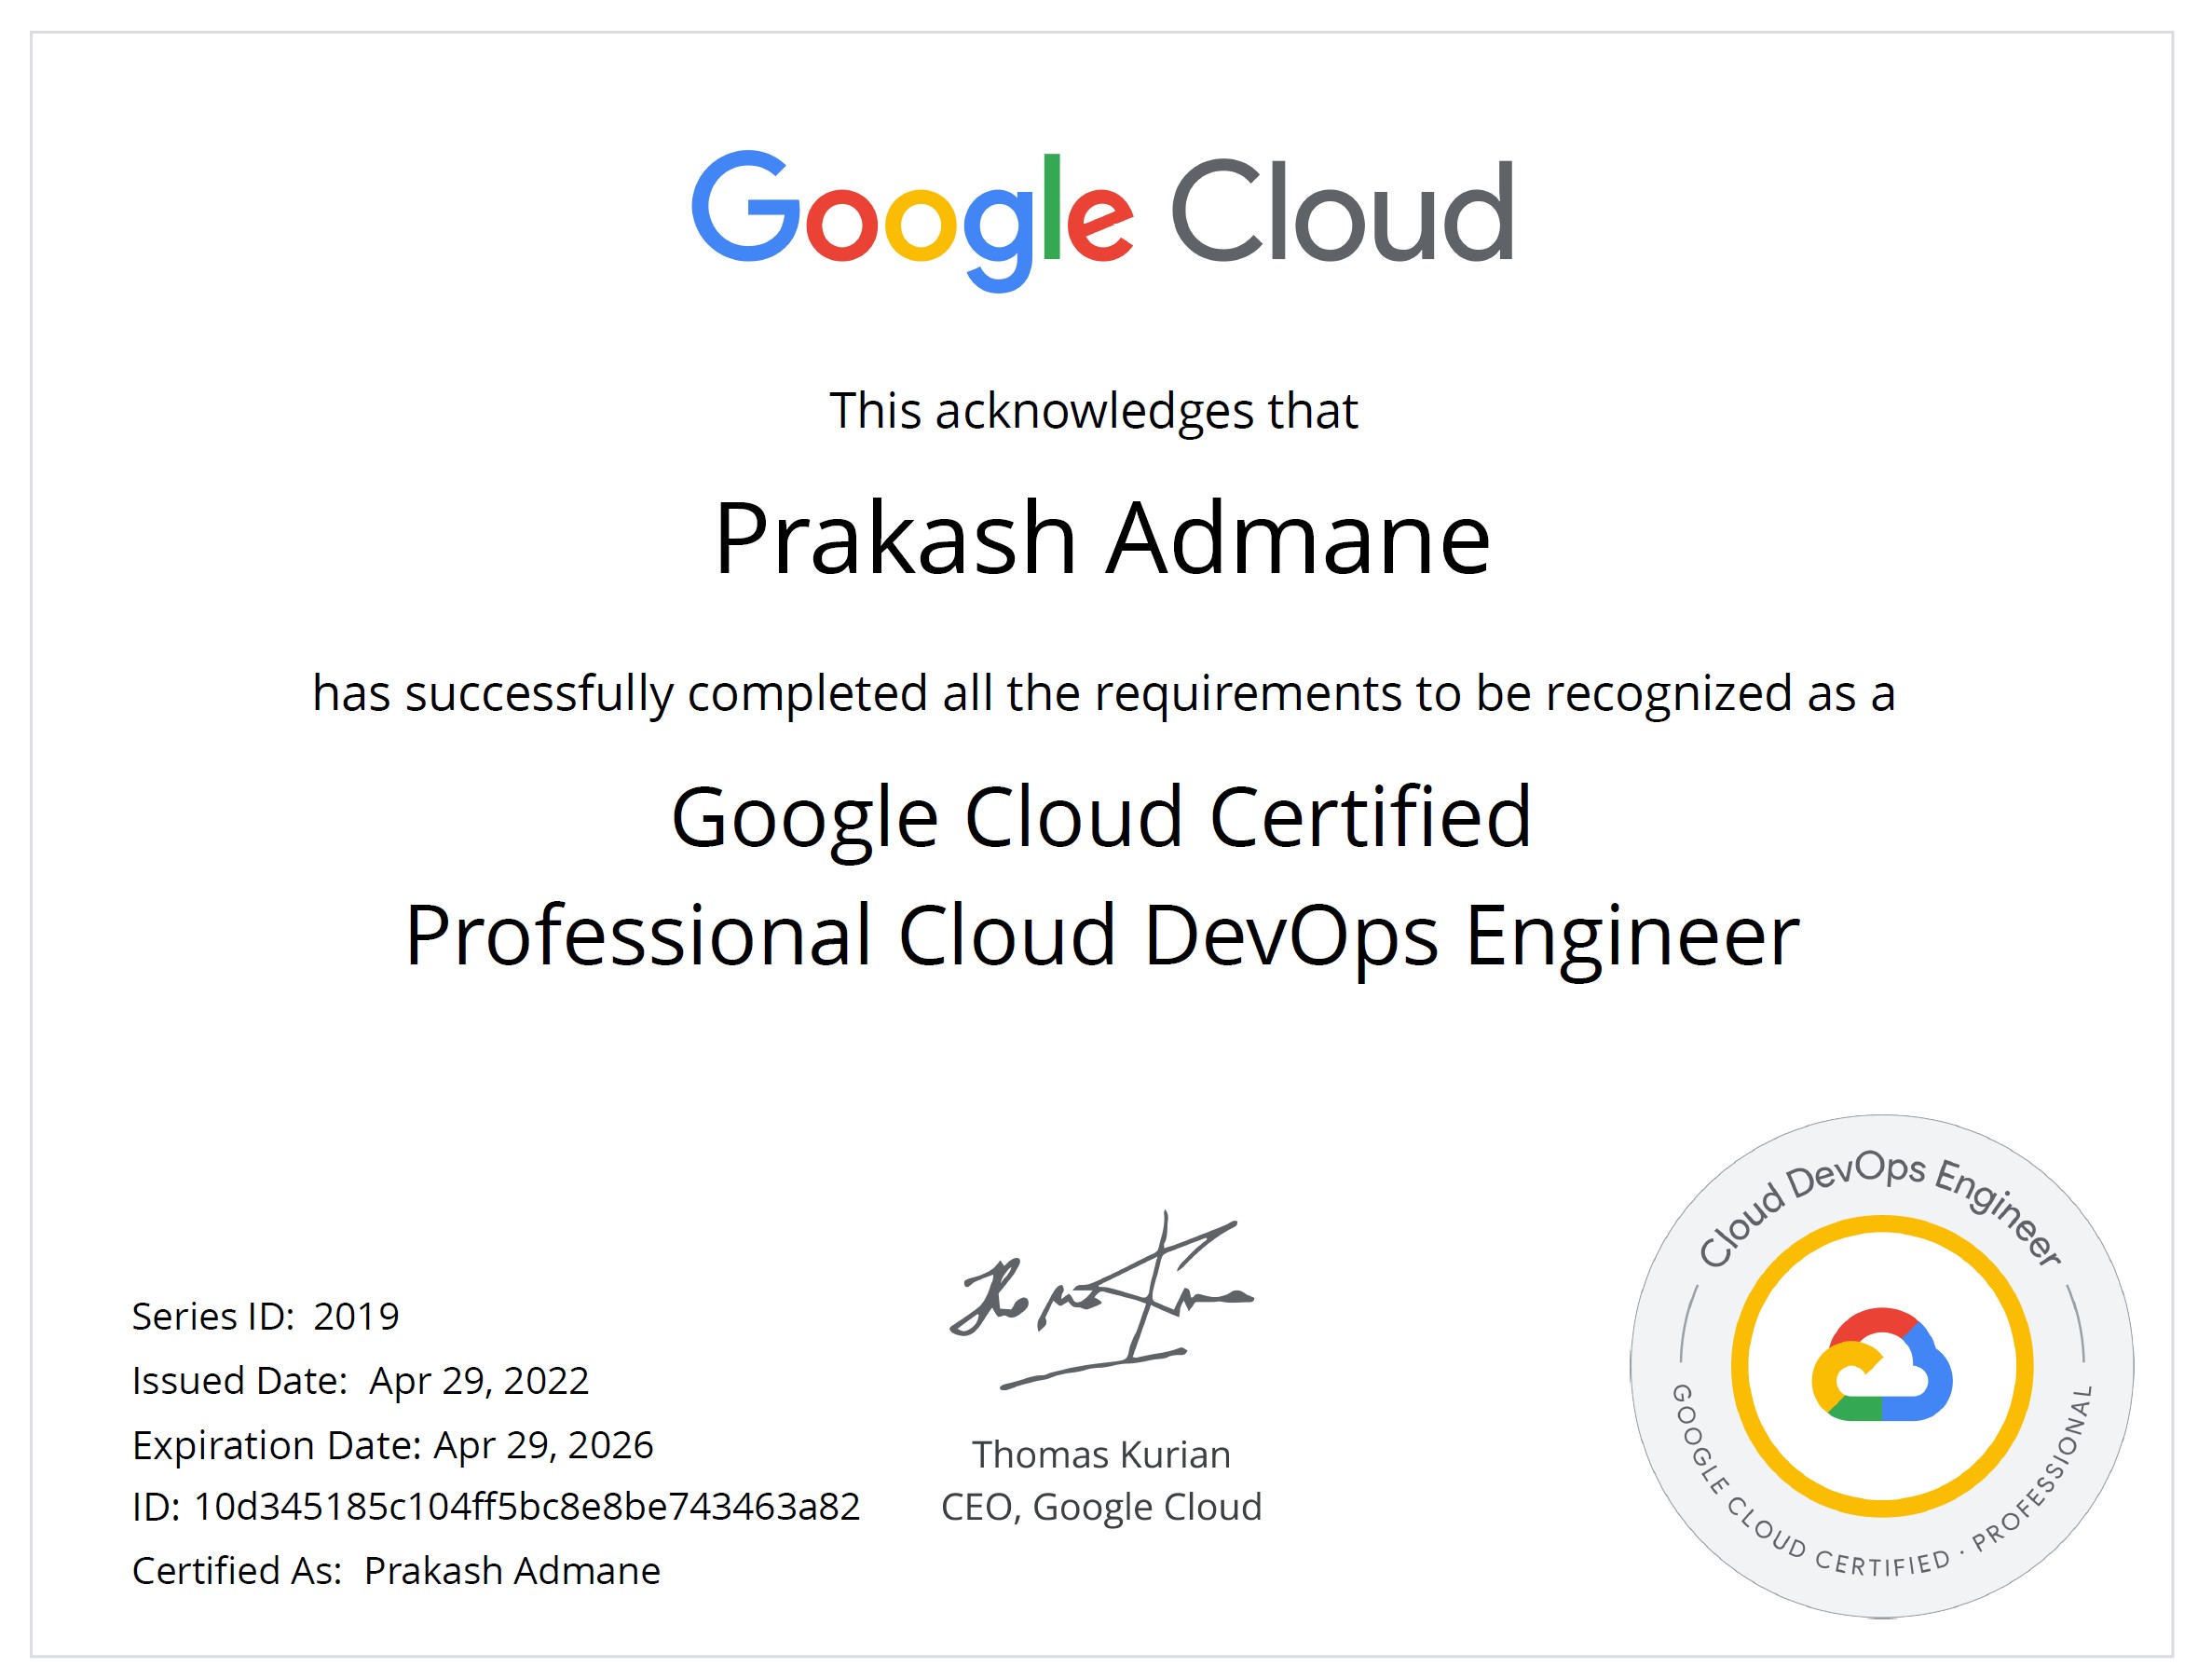 Google Cloud
This acknowledges that
Prakash Admane
has successfully completed all the requirements to be recognized as a
Google Cloud Certified
Professional Cloud DevOps Engineer
Series ID: 2019
Issued Date: Apr 29, 2022
Expiration Date: Apr 29, 2026
ID: 10d345185c104ff5bc8e8be743463a82
Certified As: Prakash Admane
Thomas Kurian
CEO, Google Cloud
Cloud DevOps Engineer
GOOGLE CLOUD CERTIFIED · PROFESSIONAL